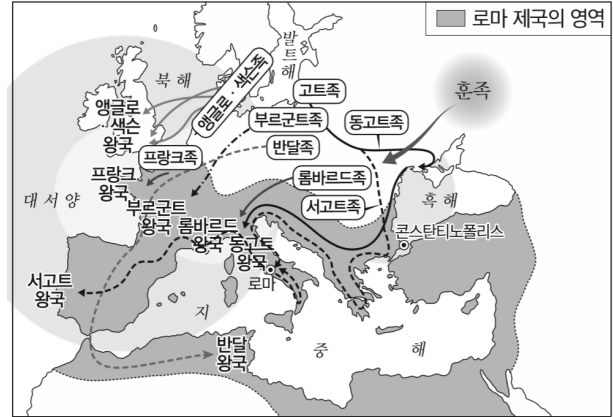 로마 제국의 영역
발트해
북해
앵글로·색슨족
고트족
훈족
앵글로
색슨
왕국
부르군트족
동고트족
프랑크족
반달족
프랑크
왕국
롬바르드족
대서양
서고트족
흑해
부르군트
왕국
롬바르드
왕국
동고트
왕국
콘스탄티노폴리스
로마
서고트
왕국
지
중
해
반달
왕국